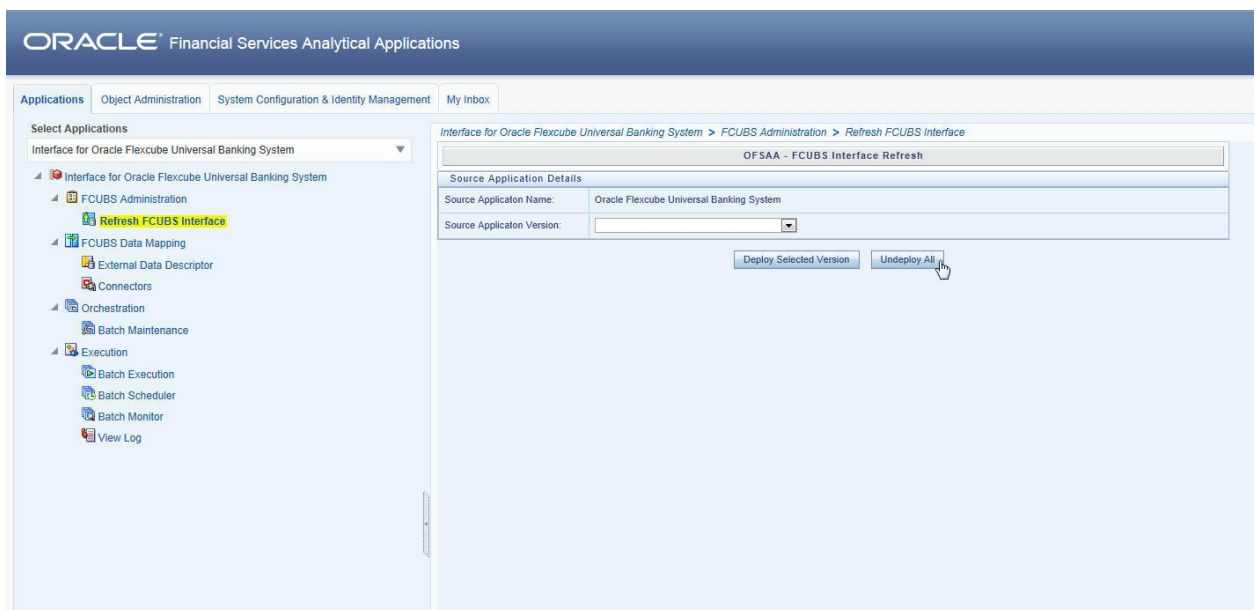 ORACLE® Financial Services Analytical Applications
Applications Object Administration System Configuration & Identity Management My Inbox
Select Applications
Interface for Oracle Flexcube Universal Banking System
Interface for Oracle Flexcube Universal Banking System
FCUBS Administration
Refresh FCUBS Interface
FCUBS Data Mapping
External Data Descriptor
Connectors
Orchestration
Batch Maintenance
Execution
Batch Execution
Batch Scheduler
Batch Monitor
View Log
Interface for Oracle Flexcube Universal Banking System > FCUBS Administration > Refresh FCUBS Interface
OFSAA - FCUBS Interface Refresh
Source Application Details
Source Applicaton Name: Oracle Flexcube Universal Banking System
Source Applicaton Version:
Deploy Selected Version Undeploy All